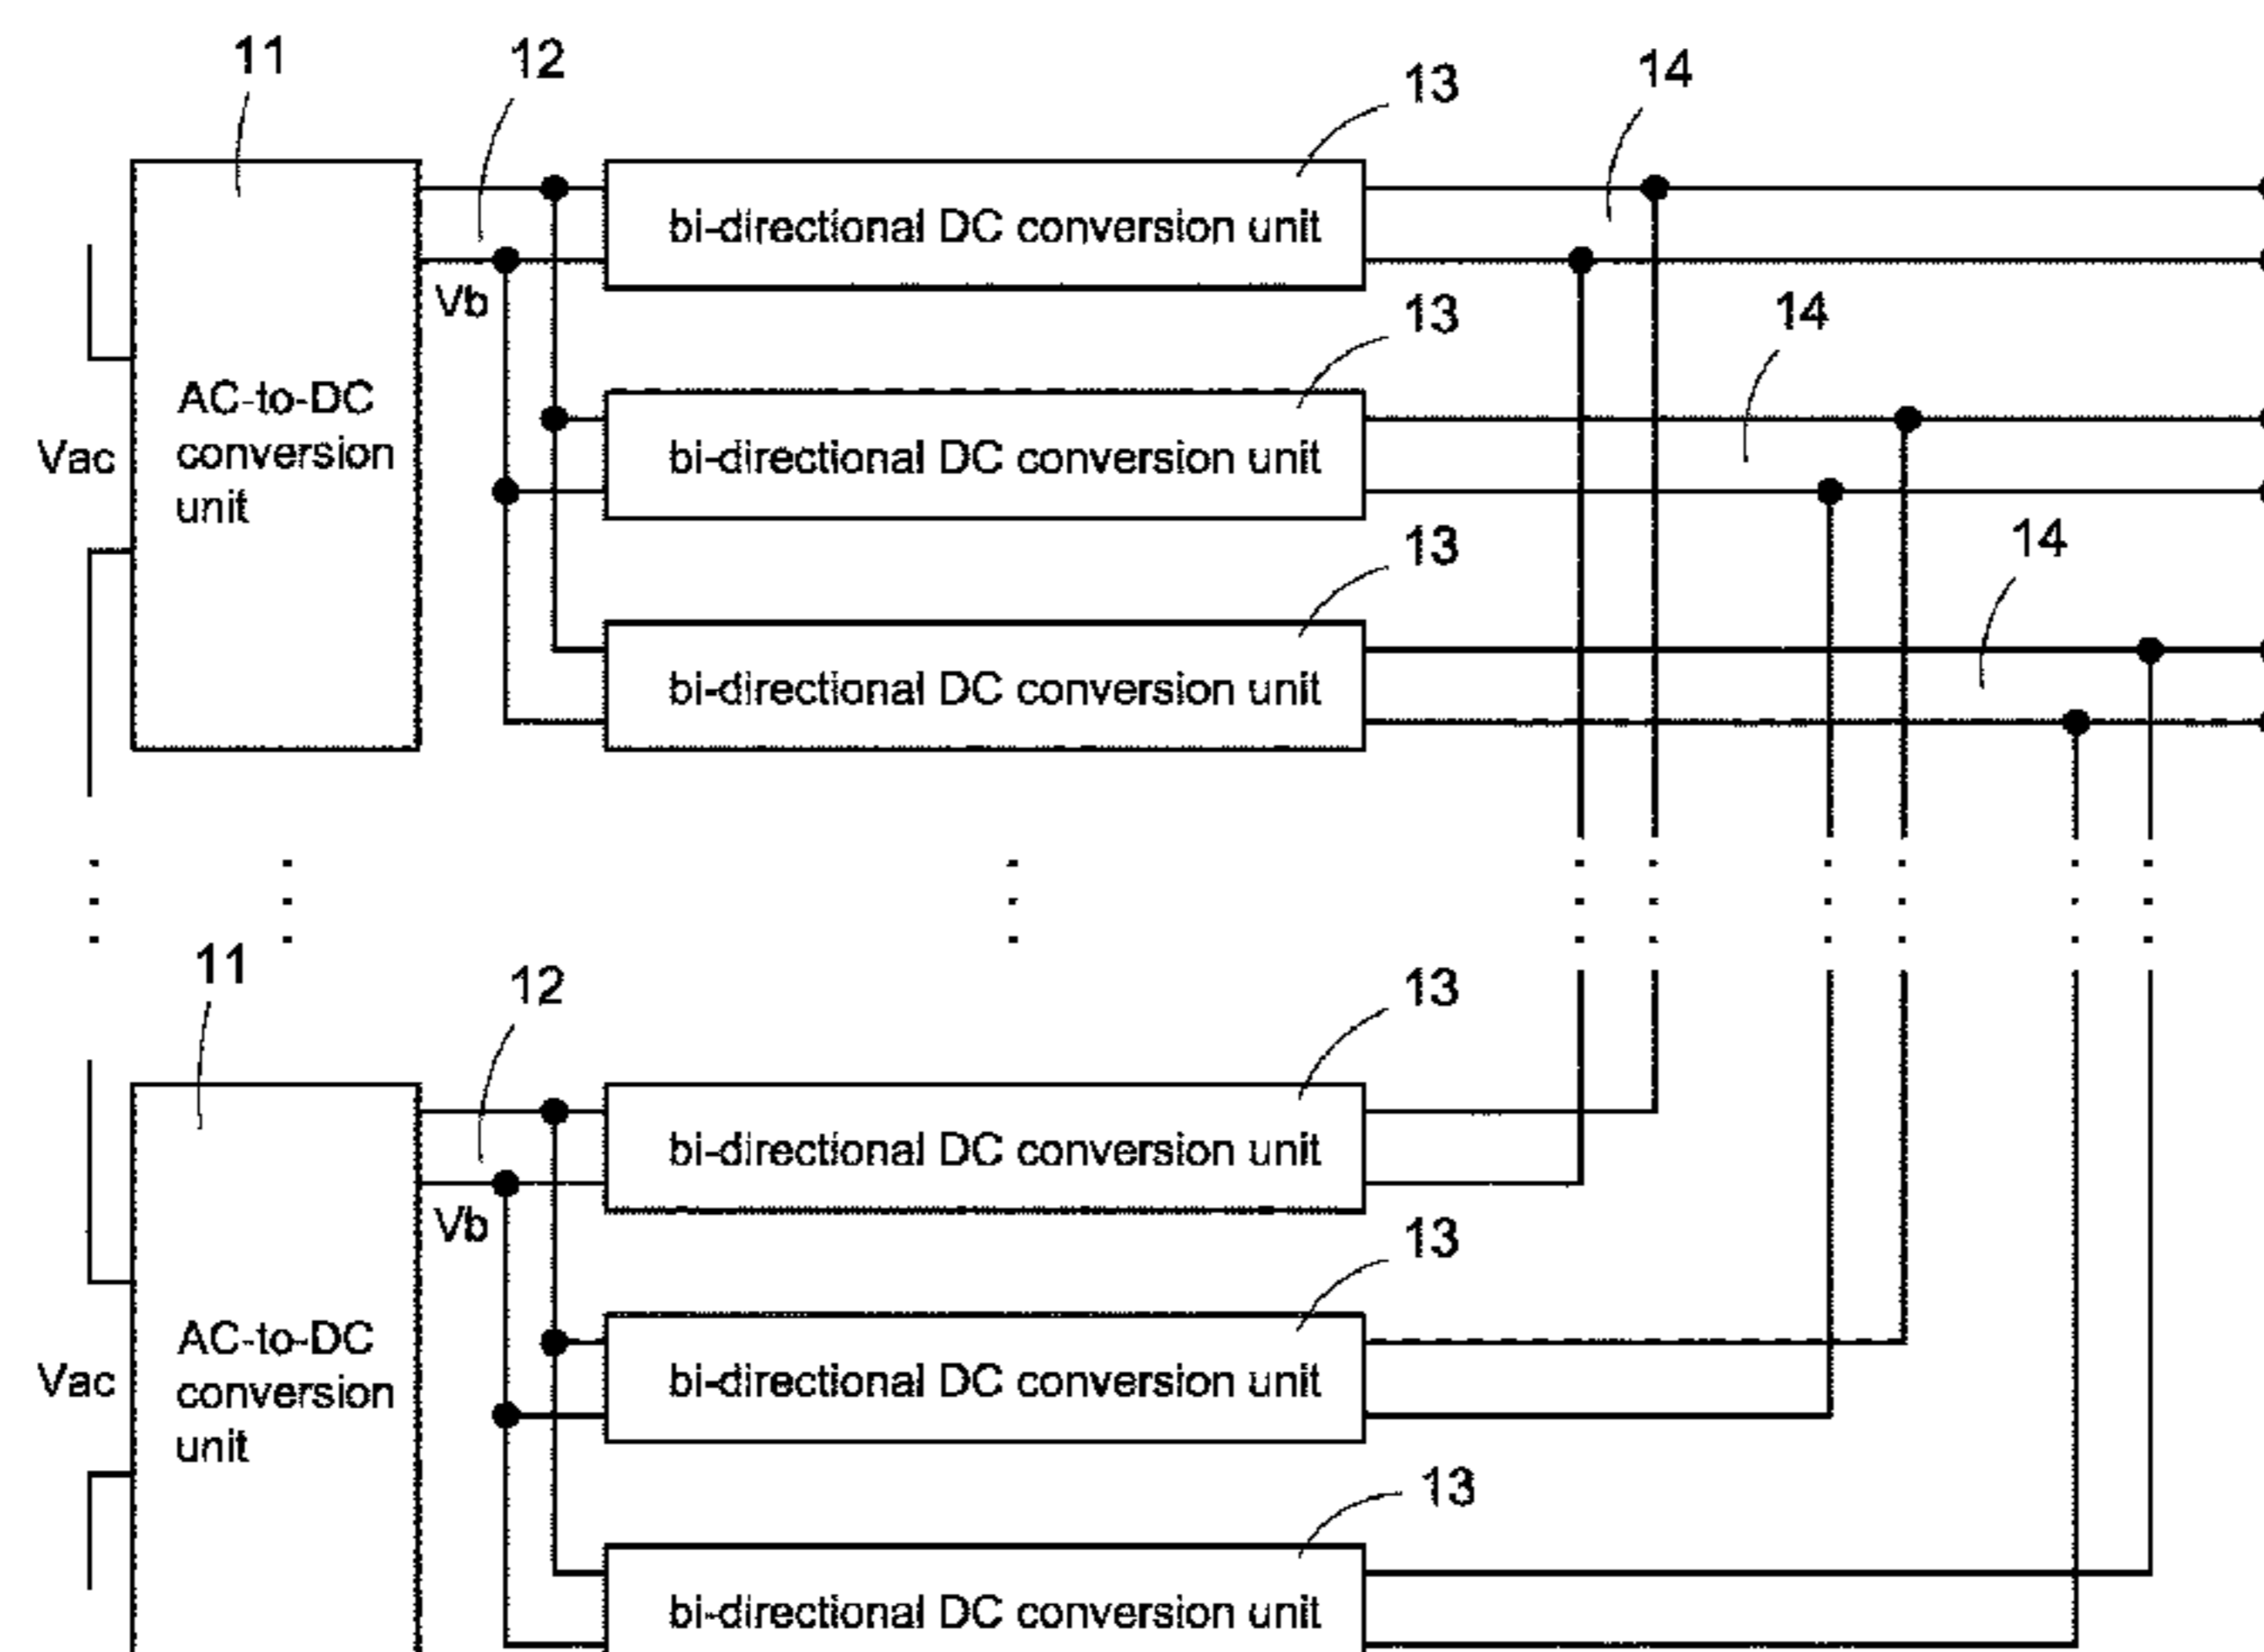 11
12
13
14
bi-directional DC conversion unit
Vb
13
14
AC-to-DC
conversion
unit
Vac
bi-directional DC conversion unit
13
14
bi-directional DC conversion unit
11
12
13
bi-directional DC conversion unit
Vb
13
AC-to-DC
conversion
unit
Vac
bi-directional DC conversion unit
13
bi-directional DC conversion unit